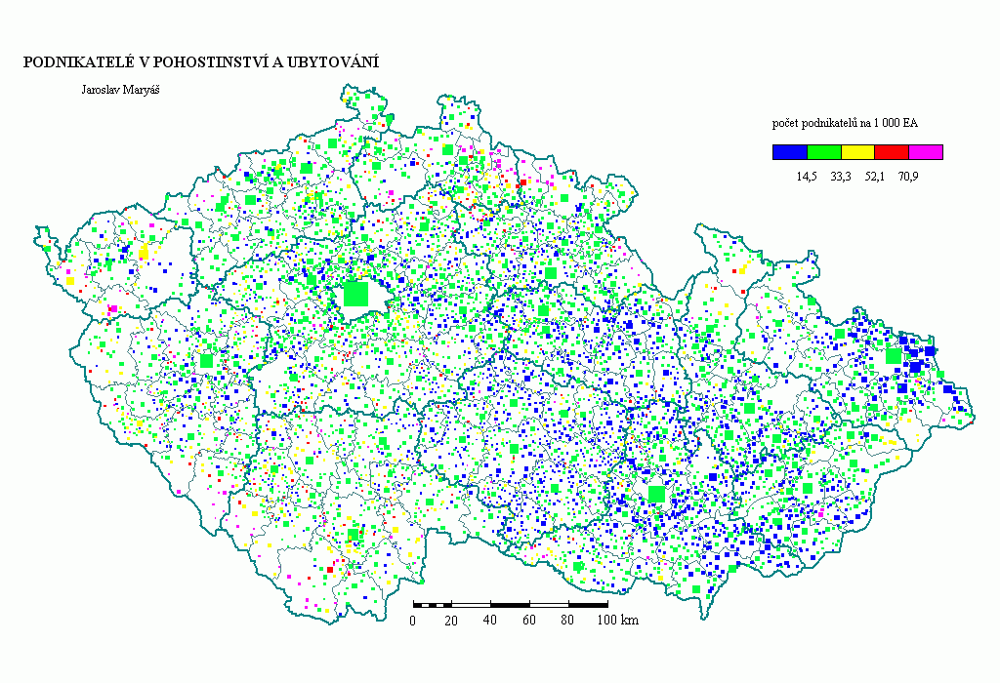 PODNIKATELÉ V POHOSTINSTVÍ A UBYTOVÁNÍ
Jaroslav Maryáš
počet podnikatelů na 1 000 EA
14,5 33,3 52,1 70,9
0 20 40 60 80 100 km